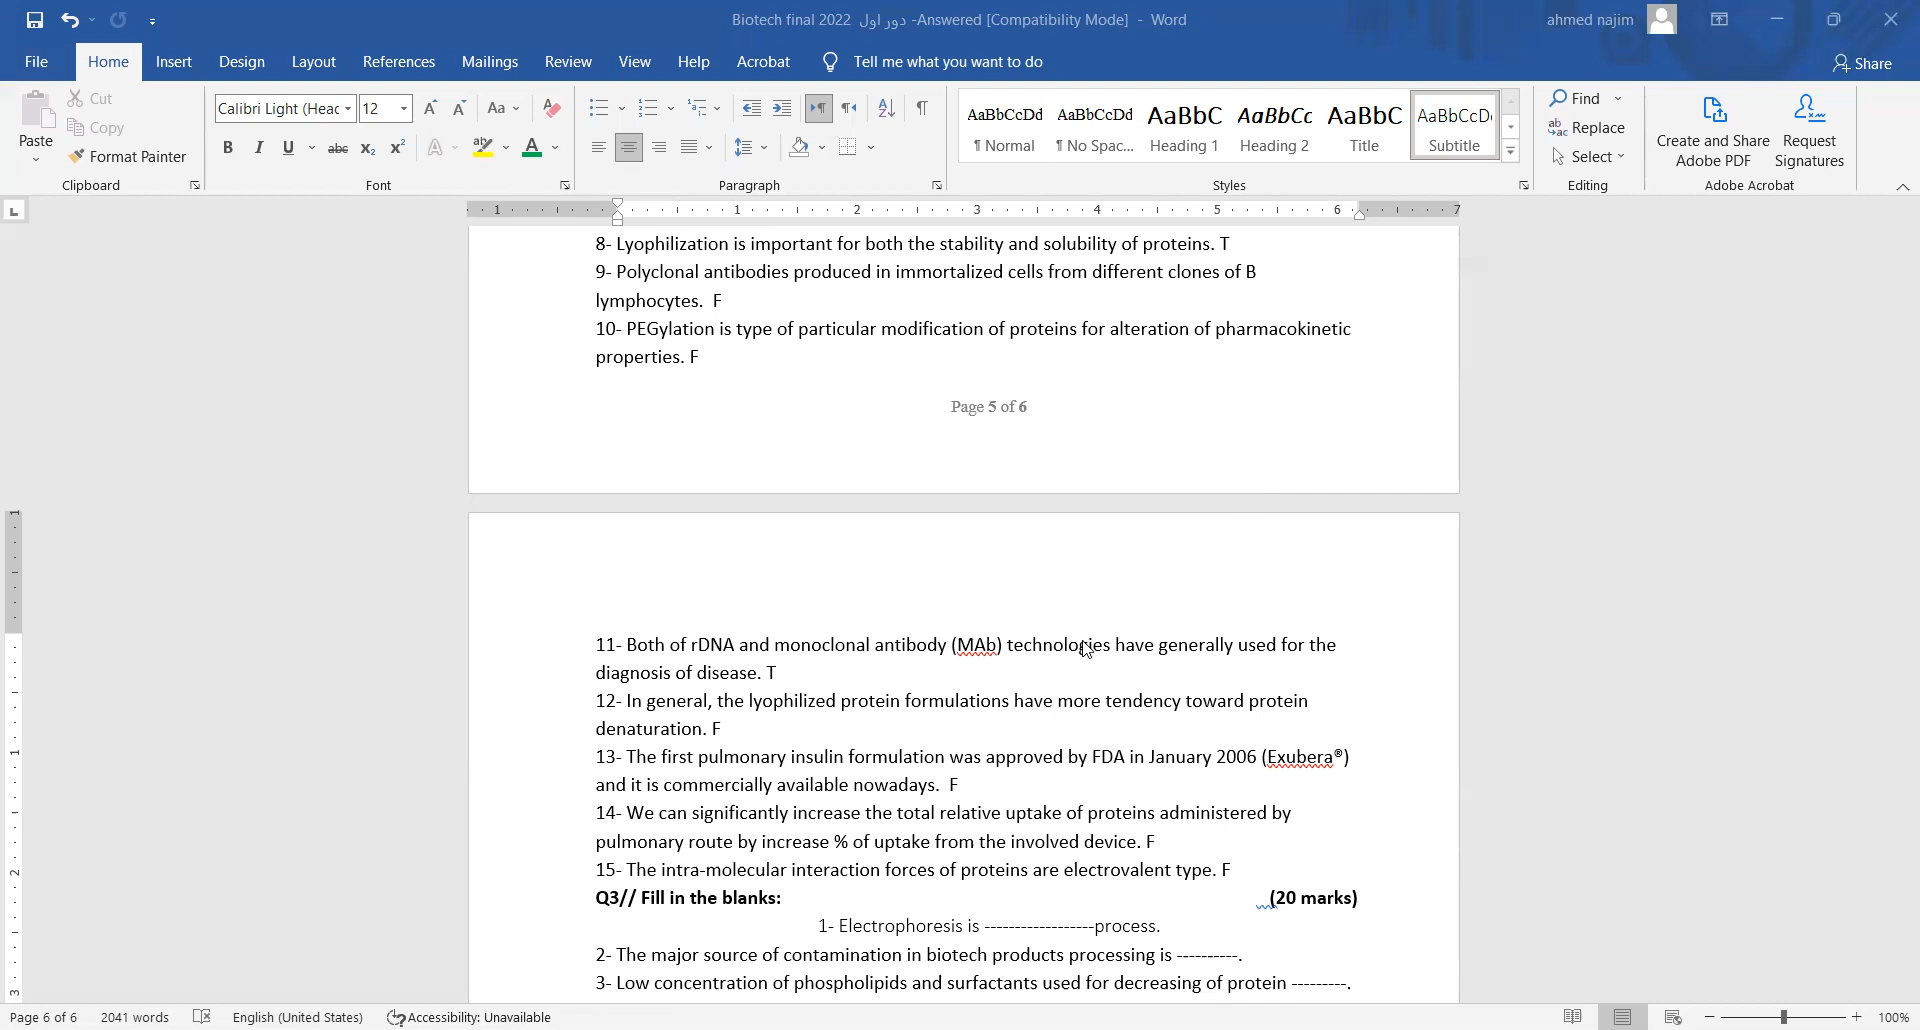 Biotech final 2022 دور اول -Answered [Compatibility Mode] - Word
ahmed najim
File Home Insert Design Layout References Mailings Review View Help Acrobat Tell me what you want to do
Share
Paste
Cut
Copy
Format Painter
Clipboard
Calibri Light (Heac 12
Font
Paragraph
AaBbCcDd ¶ Normal
AaBbCcDd ¶ No Spac...
AaBbC Heading 1
AaBbCc Heading 2
AaBbC Title
AaBbCcD Subtitle
Styles
Find
Replace
Select
Editing
Create and Share Adobe PDF
Request Signatures
Adobe Acrobat
1 1 2 3 4 5 6 7
8- Lyophilization is important for both the stability and solubility of proteins. T
9- Polyclonal antibodies produced in immortalized cells from different clones of B
lymphocytes. F
10- PEGylation is type of particular modification of proteins for alteration of pharmacokinetic
properties. F
Page 5 of 6
11- Both of rDNA and monoclonal antibody (MAb) technologies have generally used for the
diagnosis of disease. T
12- In general, the lyophilized protein formulations have more tendency toward protein
denaturation. F
13- The first pulmonary insulin formulation was approved by FDA in January 2006 (Exubera®)
and it is commercially available nowadays. F
14- We can significantly increase the total relative uptake of proteins administered by
pulmonary route by increase % of uptake from the involved device. F
15- The intra-molecular interaction forces of proteins are electrovalent type. F
Q3// Fill in the blanks: (20 marks)
1- Electrophoresis is ------------------process.
2- The major source of contamination in biotech products processing is ----------.
3- Low concentration of phospholipids and surfactants used for decreasing of protein ---------.
Page 6 of 6 2041 words English (United States) Accessibility: Unavailable 100%